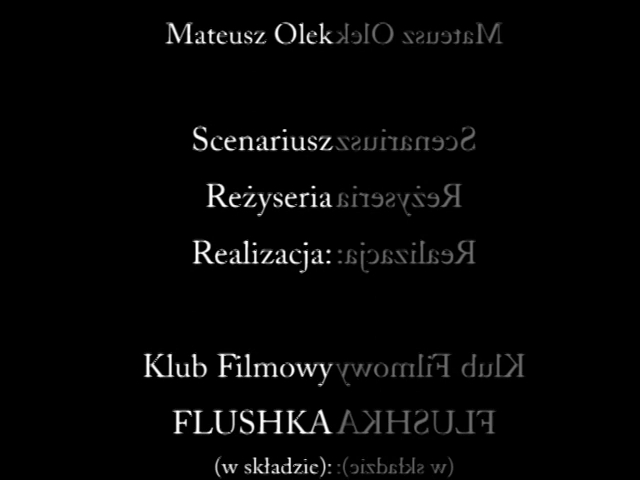 Mateusz Olek
Scenariusz
Reżyseria
Realizacja:
Klub Filmowy
FLUSHKA
(w składzie):